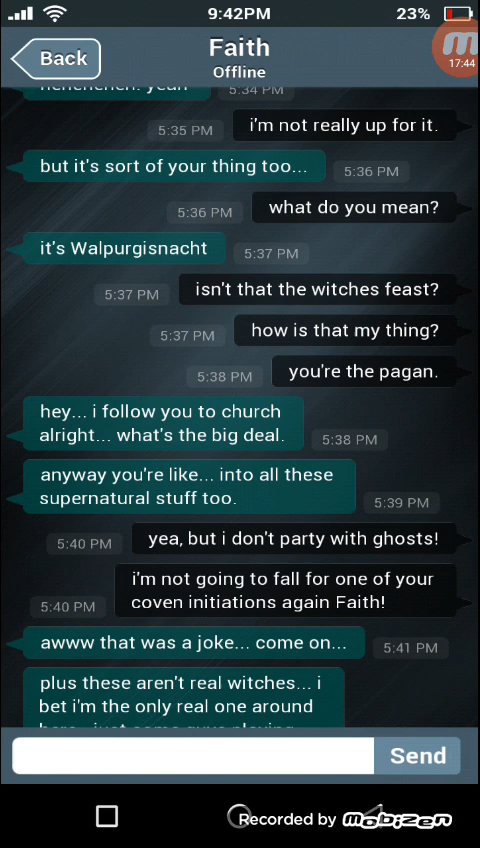 9:42PM
23%
Back
Faith
Offline
17:44
yeah
5:34 PM
i'm not really up for it.
5:35 PM
but it's sort of your thing too...
5:36 PM
what do you mean?
5:36 PM
it's Walpurgisnacht
5:37 PM
isn't that the witches feast?
5:37 PM
how is that my thing?
5:37 PM
you're the pagan.
5:38 PM
hey... i follow you to church
alright... what's the big deal.
5:38 PM
anyway you're like... into all these
supernatural stuff too.
5:39 PM
yea, but i don't party with ghosts!
5:40 PM
i'm not going to fall for one of your
coven initiations again Faith!
5:40 PM
awww that was a joke... come on...
5:41 PM
plus these aren't real witches... i
bet i'm the only real one around
Send
Recorded by Mobizen